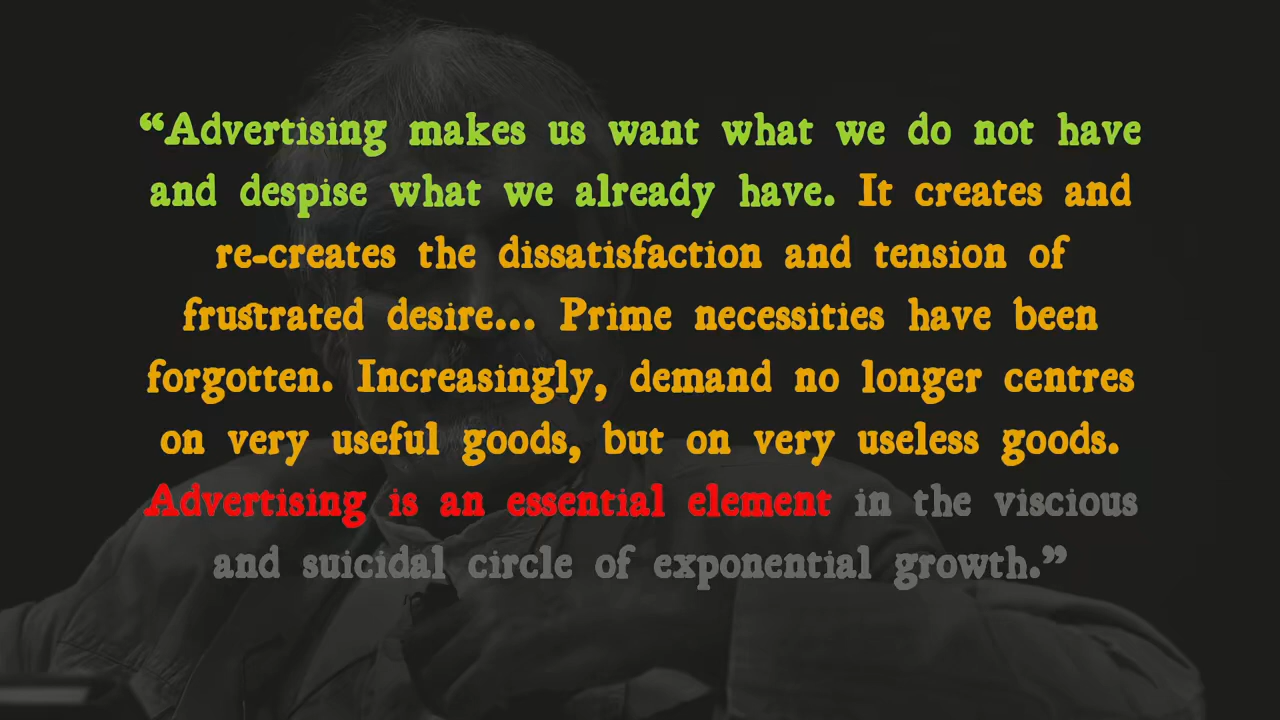 “Advertising makes us want what we do not have
and despise what we already have. It creates and
re-creates the dissatisfaction and tension of
frustrated desire... Prime necessities have been
forgotten. Increasingly, demand no longer centres
on very useful goods, but on very useless goods.
Advertising is an essential element in the viscious
and suicidal circle of exponential growth.”